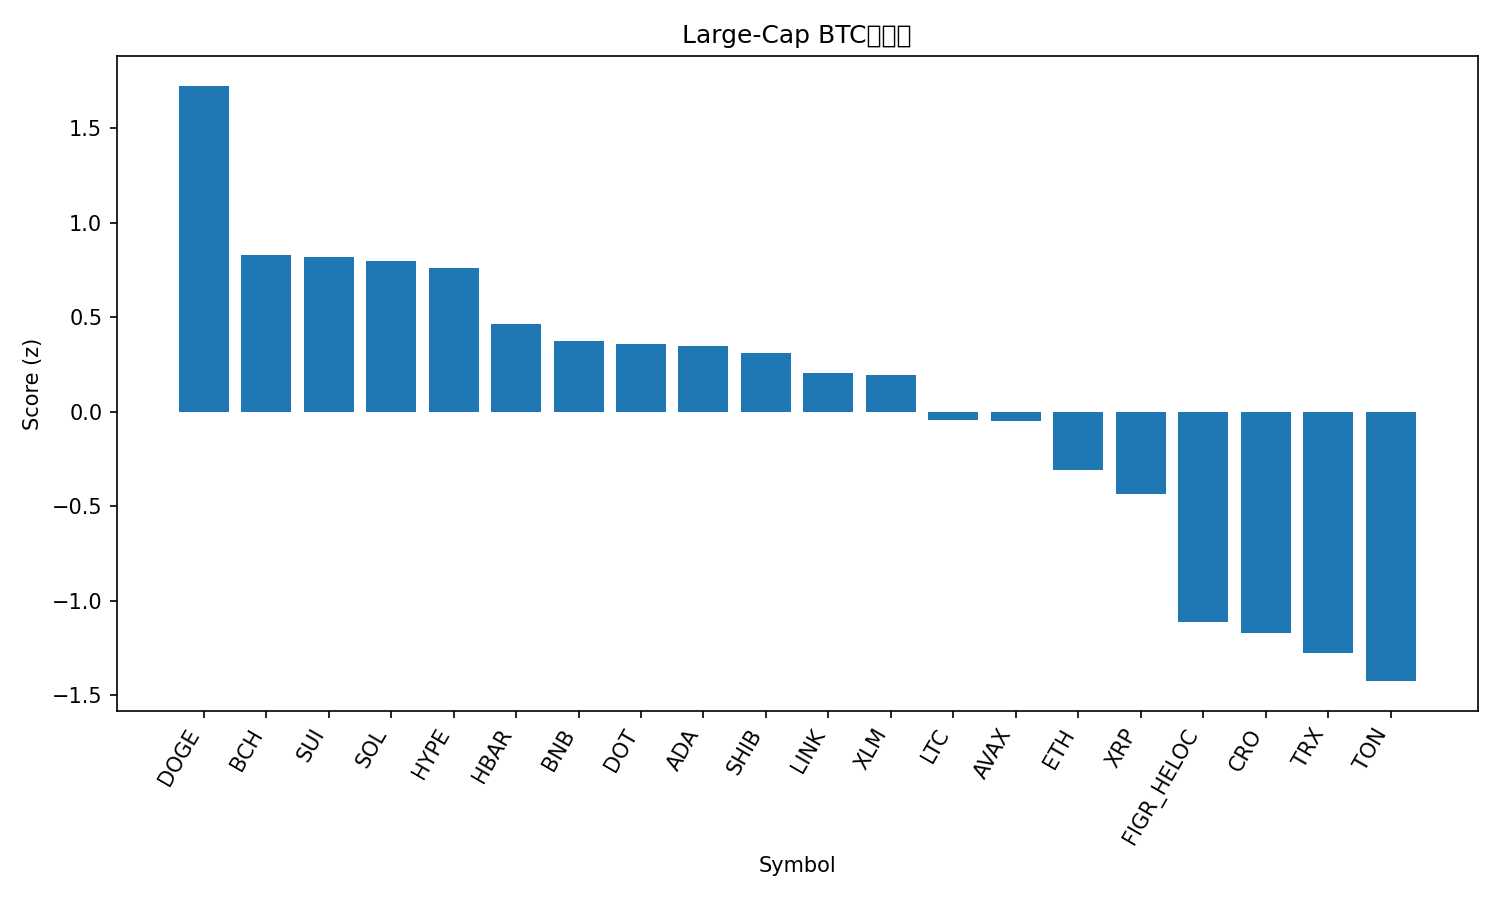 Large-Cap BTC
1.5
1.0
0.5
0.0
−0.5
−1.0
−1.5
Score (z)
DOGE
BCH
SUI
SOL
HYPE
HBAR
BNB
DOT
ADA
SHIB
LINK
XLM
LTC
AVAX
ETH
XRP
FIGR_HELOC
CRO
TRX
TON
Symbol